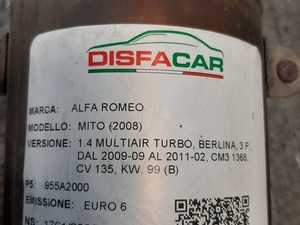 DISFACAR
MARCA: ALFA ROMEO
MODELLO: MITO (2008)
VERSIONE: 1.4 MULTIAIR TURBO, BERLINA, 3 P.
DAL 2009-09 AL 2011-02, CM3 1368,
CV 135, KW. 99 (B)
P5: 955A2000
EMISSIONE: EURO 6